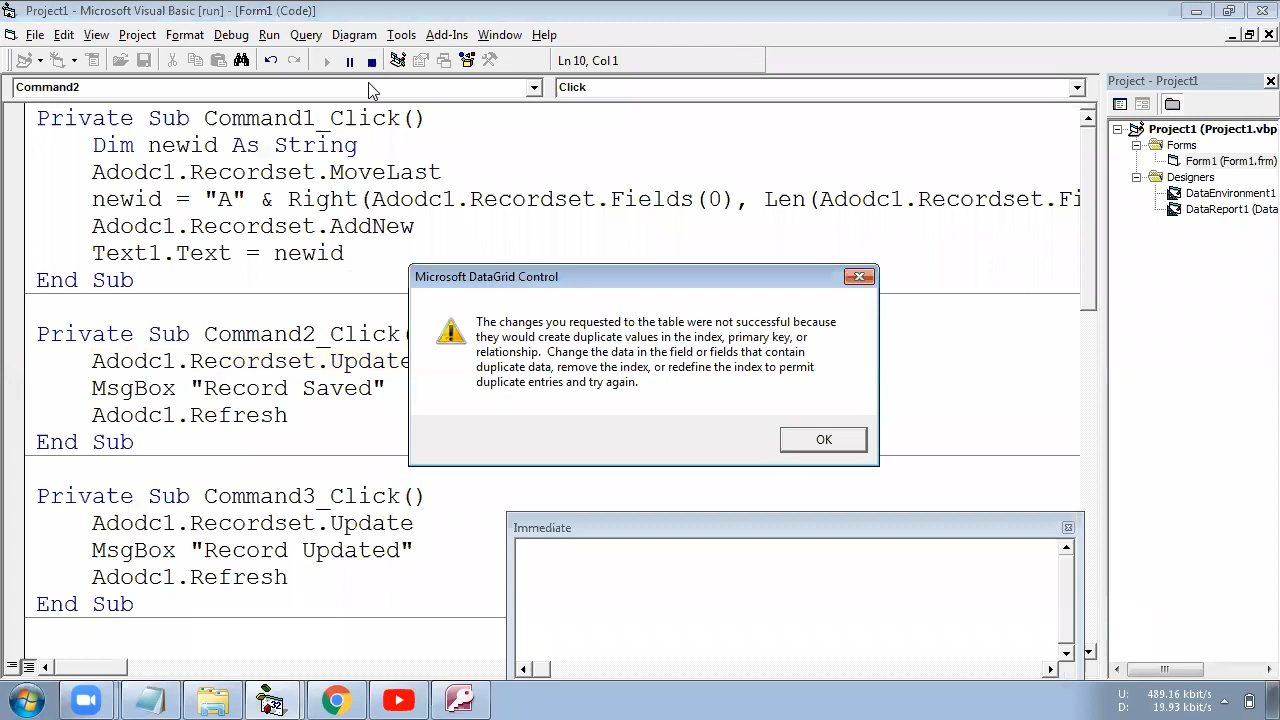 Project1 - Microsoft Visual Basic [run] - [Form1 (Code)]
File Edit View Project Format Debug Run Query Diagram Tools Add-Ins Window Help
Ln 10, Col 1
Command2
Click
Project - Project1
Private Sub Command1_Click()
Dim newid As String
Adodc1.Recordset.MoveLast
newid = "A" & Right(Adodc1.Recordset.Fields(0), Len(Adodc1.Recordset.Fi
Adodc1.Recordset.AddNew
Text1.Text = newid
End Sub
Private Sub Command2_Click(
Adodc1.Recordset.Update
MsgBox "Record Saved"
Adodc1.Refresh
End Sub
Private Sub Command3_Click()
Adodc1.Recordset.Update
MsgBox "Record Updated"
Adodc1.Refresh
End Sub
Microsoft DataGrid Control
The changes you requested to the table were not successful because
they would create duplicate values in the index, primary key, or
relationship. Change the data in the field or fields that contain
duplicate data, remove the index, or redefine the index to permit
duplicate entries and try again.
OK
Immediate
Project1 (Project1.vbp
Forms
Form1 (Form1.frm)
Designers
DataEnvironment1
DataReport1 (Data
32
U: 489.16 kbit/s
D: 19.93 kbit/s